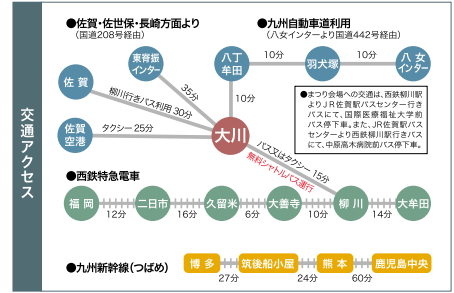 交通アクセス
●佐賀・佐世保・長崎方面より
（国道208号経由）
●九州自動車道利用
（八女インターより国道442号経由）
佐賀
東脊振
インター
八丁
牟田
10分
羽犬塚
10分
八女
インター
35分
柳川行きバス利用 30分
10分
佐賀
空港
タクシー 25分
大川
●まつり会場への交通は、西鉄柳川駅
よりJR佐賀駅バスセンター行き
バスにて、国際医療福祉大学前
バス停下車。また、JR佐賀駅バス
センターより西鉄柳川駅行きバス
にて、中原高木病院前バス停下車。
バス又はタクシー 15分
無料シャトルバス運行
●西鉄特急電車
福岡
12分
二日市
16分
久留米
6分
大善寺
10分
柳川
14分
大牟田
●九州新幹線（つばめ）
博多
27分
筑後船小屋
24分
熊本
60分
鹿児島中央